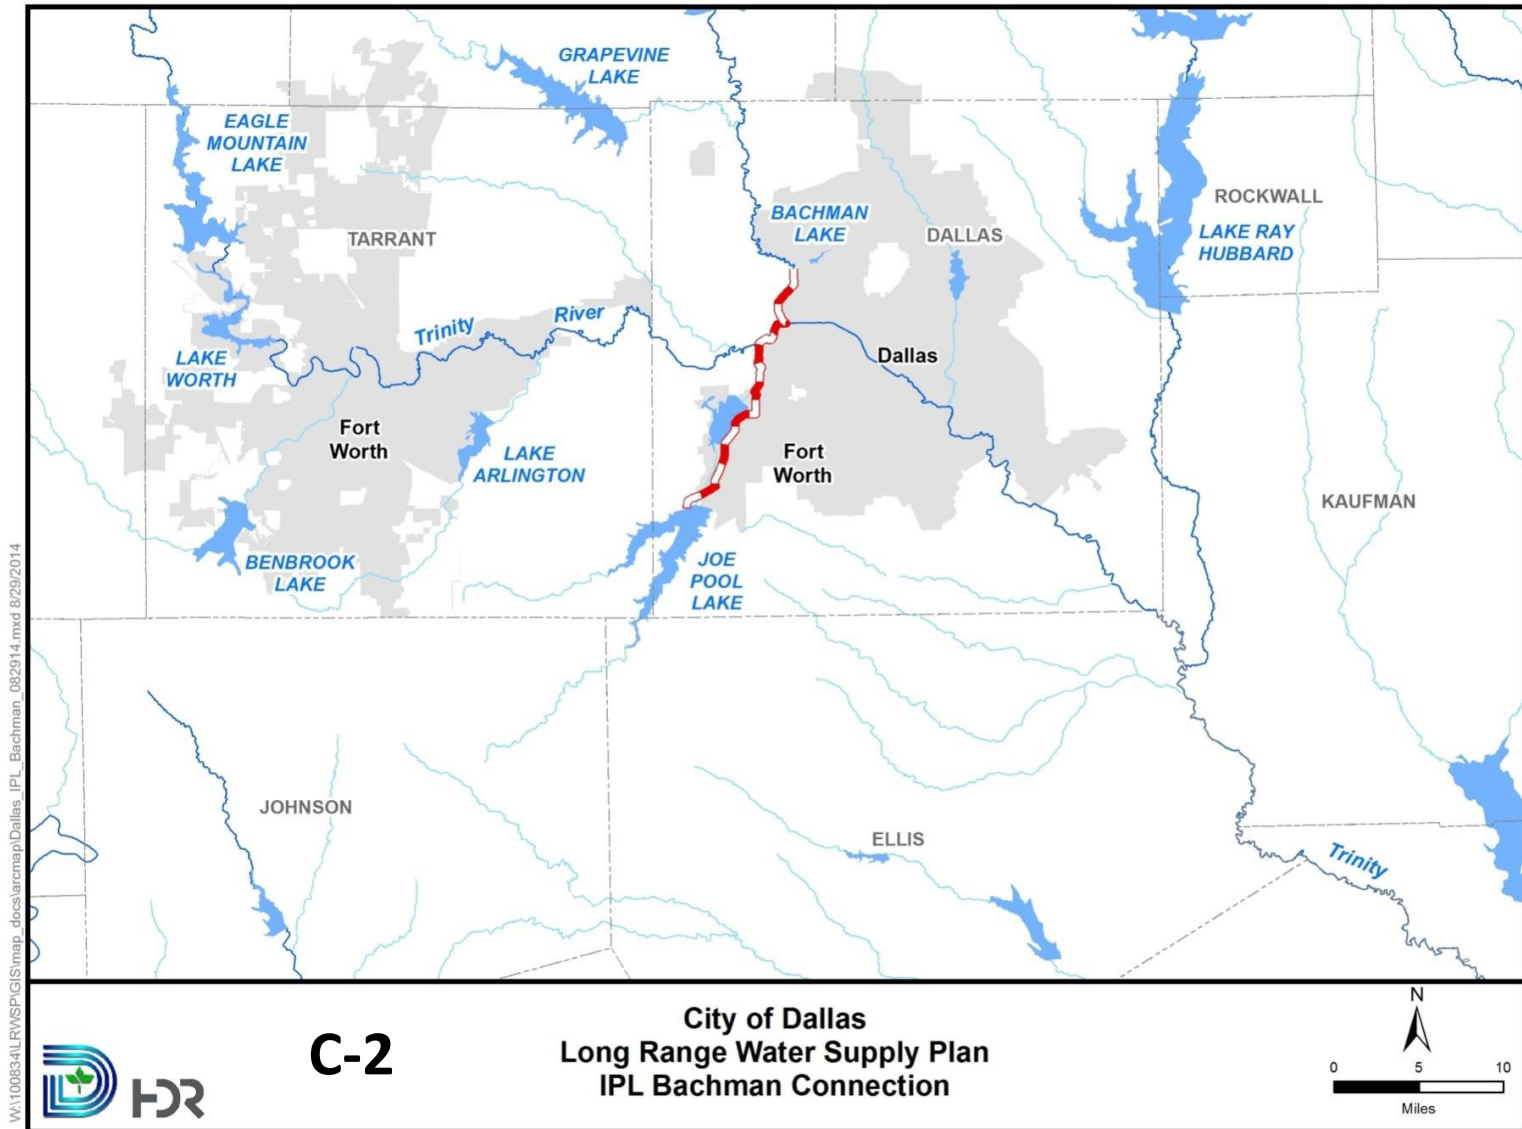 GRAPEVINE
LAKE
EAGLE
MOUNTAIN
LAKE
ROCKWALL
BACHMAN
LAKE
TARRANT
DALLAS
LAKE RAY
HUBBARD
Trinity
River
LAKE
WORTH
Dallas
Fort
Worth
LAKE
ARLINGTON
Fort
Worth
KAUFMAN
BENBROOK
LAKE
JOE
POOL
LAKE
JOHNSON
ELLIS
Trinity
W:\100834\LRWSP\GIS\map_docs\arcmap\Dallas_IPL_Bachman_082914.mxd 8/29/2014
HDR
C-2
City of Dallas
Long Range Water Supply Plan
IPL Bachman Connection
N
0 5 10
Miles